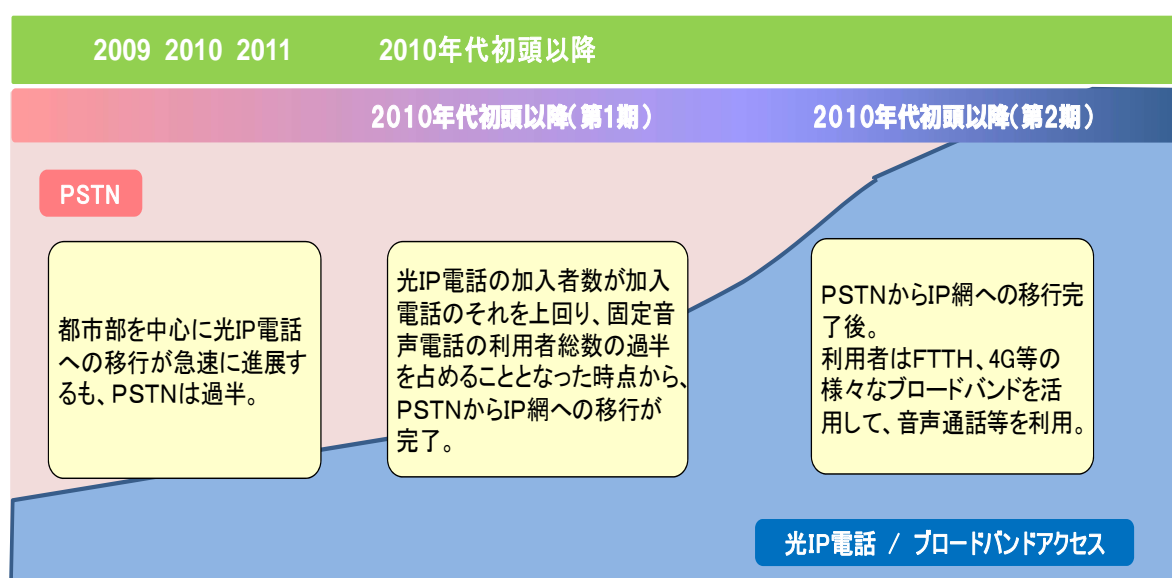 2009 2010 2011 2010年代初頭以降
2010年代初頭以降(第1期) 2010年代初頭以降(第2期)
PSTN
都市部を中心に光IP電話
への移行が急速に進展す
るも、PSTNは過半。
光IP電話の加入者数が加入
電話のそれを上回り、固定音
声電話の利用者総数の過半
を占めることとなった時点から、
PSTNからIP網への移行が
完了。
PSTNからIP網への移行完
了後。
利用者はFTTH、4G等の
様々なブロードバンドを活
用して、音声通話等を利用。
光IP電話 / ブロードバンドアクセス